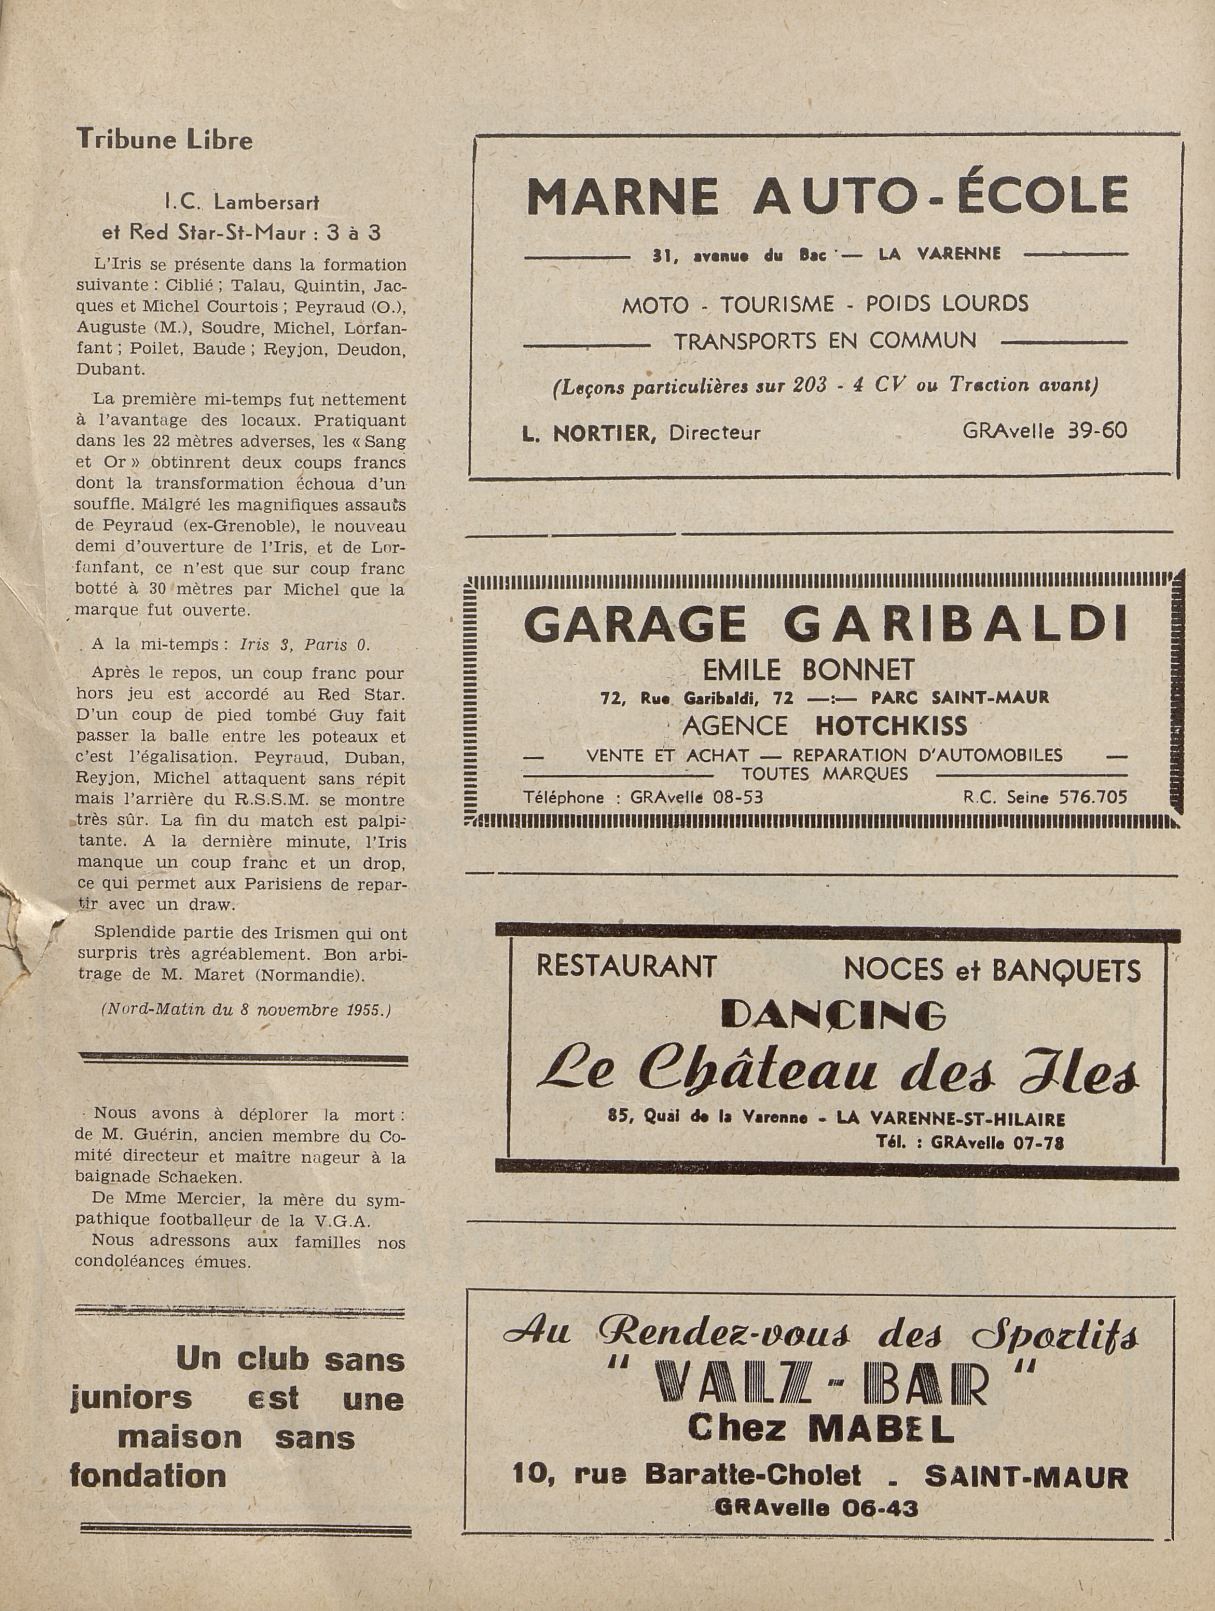 Tribune Libre
I.C. Lambersart
et Red Star-St-Maur : 3 à 3
L'Iris se présente dans la formation
suivante : Ciblié ; Talau, Quintin, Jac-
ques et Michel Courtois ; Peyraud (O.),
Auguste (M.), Soudre, Michel, Lorfan-
fant ; Poilet, Baude ; Reyjon, Deudon,
Dubant.
La première mi-temps fut nettement
à l'avantage des locaux. Pratiquant
dans les 22 mètres adverses, les « Sang
et Or » obtinrent deux coups francs
dont la transformation échoua d'un
souffle. Malgré les magnifiques assauts
de Peyraud (ex-Grenoble), le nouveau
demi d'ouverture de l'Iris, et de Lor-
fanfant, ce n'est que sur coup franc
botté à 30 mètres par Michel que la
marque fut ouverte.
A la mi-temps : Iris 3, Paris 0.
Après le repos, un coup franc pour
hors jeu est accordé au Red Star.
D'un coup de pied tombé Guy fait
passer la balle entre les poteaux et
c'est l'égalisation. Peyraud, Duban,
Reyjon, Michel attaquent sans répit
mais l'arrière du R.S.S.M. se montre
très sûr. La fin du match est palpi-
tante. A la dernière minute, l'Iris
manque un coup franc et un drop,
ce qui permet aux Parisiens de repar-
tir avec un draw.
Splendide partie des Irismen qui ont
surpris très agréablement. Bon arbi-
trage de M. Maret (Normandie).
(Nord-Matin du 8 novembre 1955.)
Nous avons à déplorer la mort :
de M. Guérin, ancien membre du Co-
mité directeur et maître nageur à la
baignade Schaeken.
De Mme Mercier, la mère du sym-
pathique footballeur de la V.G.A.
Nous adressons aux familles nos
condoléances émues.
Un club sans
juniors est une
maison sans
fondation
MARNE AUTO-ÉCOLE
31, avenue du Bac — LA VARENNE
MOTO - TOURISME - POIDS LOURDS
TRANSPORTS EN COMMUN
(Leçons particulières sur 203 - 4 CV ou Traction avant)
L. NORTIER, Directeur GRAvelle 39-60
GARAGE GARIBALDI
EMILE BONNET
72, Rue Garibaldi, 72 —:— PARC SAINT-MAUR
AGENCE HOTCHKISS
— VENTE ET ACHAT — REPARATION D'AUTOMOBILES —
TOUTES MARQUES
Téléphone : GRAvelle 08-53 R.C. Seine 576.705
RESTAURANT NOCES et BANQUETS
DANCING
Le Château des Iles
85, Quai de la Varenne - LA VARENNE-ST-HILAIRE
Tél. : GRAvelle 07-78
Au Rendez-vous des Sportifs
" VALZ-BAR "
Chez MABEL
10, rue Baratte-Cholet - SAINT-MAUR
GRAvelle 06-43